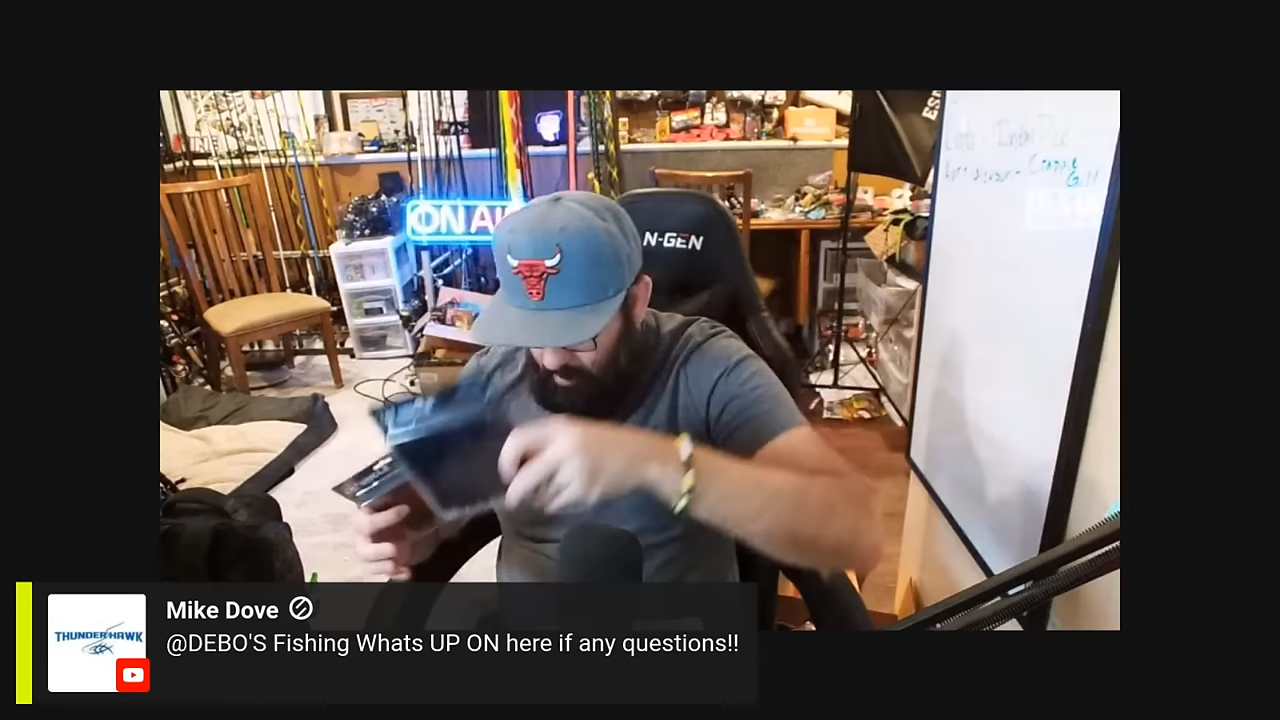 ON AI
N-GEN
THUNDERHAWK
Mike Dove
@DEBO'S Fishing Whats UP ON here if any questions!!